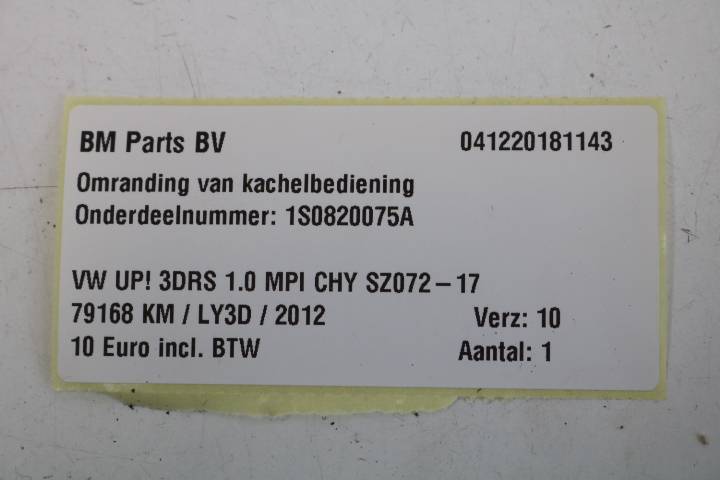 BM Parts BV 041220181143
Omranding van kachelbediening
Onderdeelnummer: 1S0820075A
VW UP! 3DRS 1.0 MPI CHY SZ072-17
79168 KM / LY3D / 2012 Verz: 10
10 Euro incl. BTW Aantal: 1